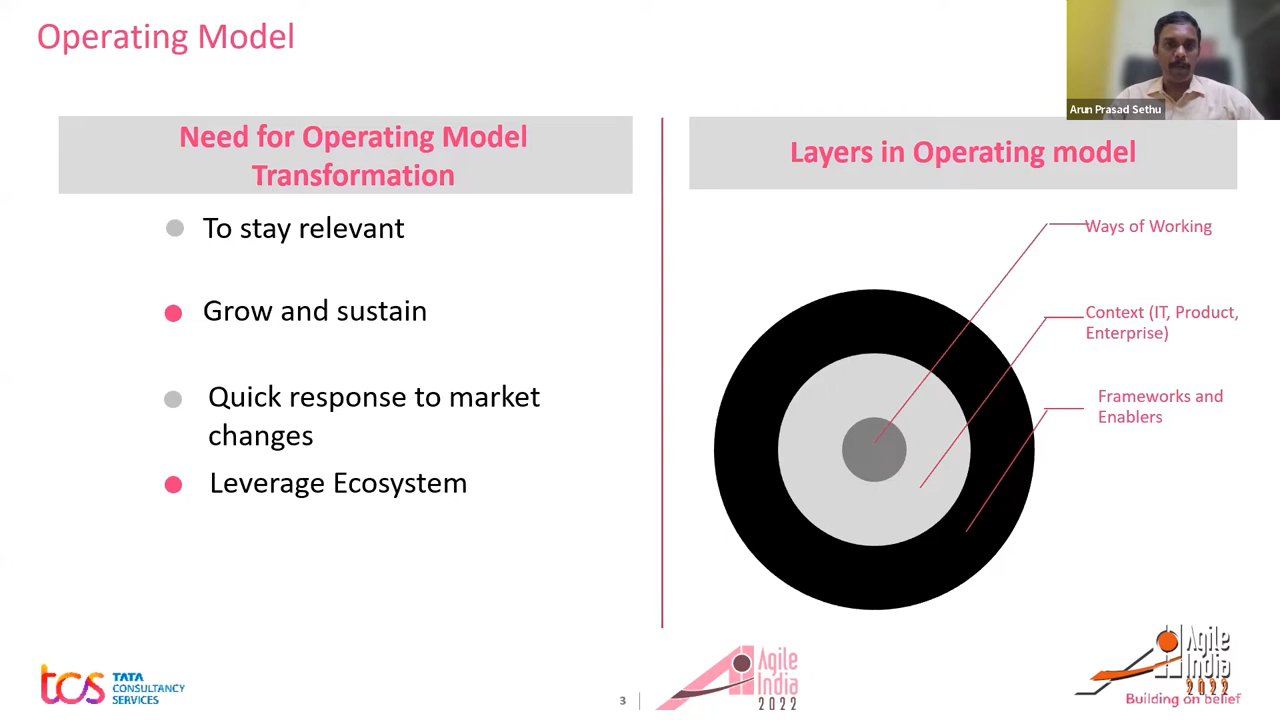 Operating Model
Arun Prasad Sethu
Need for Operating Model
Transformation
To stay relevant
Grow and sustain
Quick response to market
changes
Leverage Ecosystem
Layers in Operating model
Ways of Working
Context (IT, Product,
Enterprise)
Frameworks and
Enablers
tcs TATA
CONSULTANCY
SERVICES
3
Agile
India
2022
Agile
India
2022
Building on belief